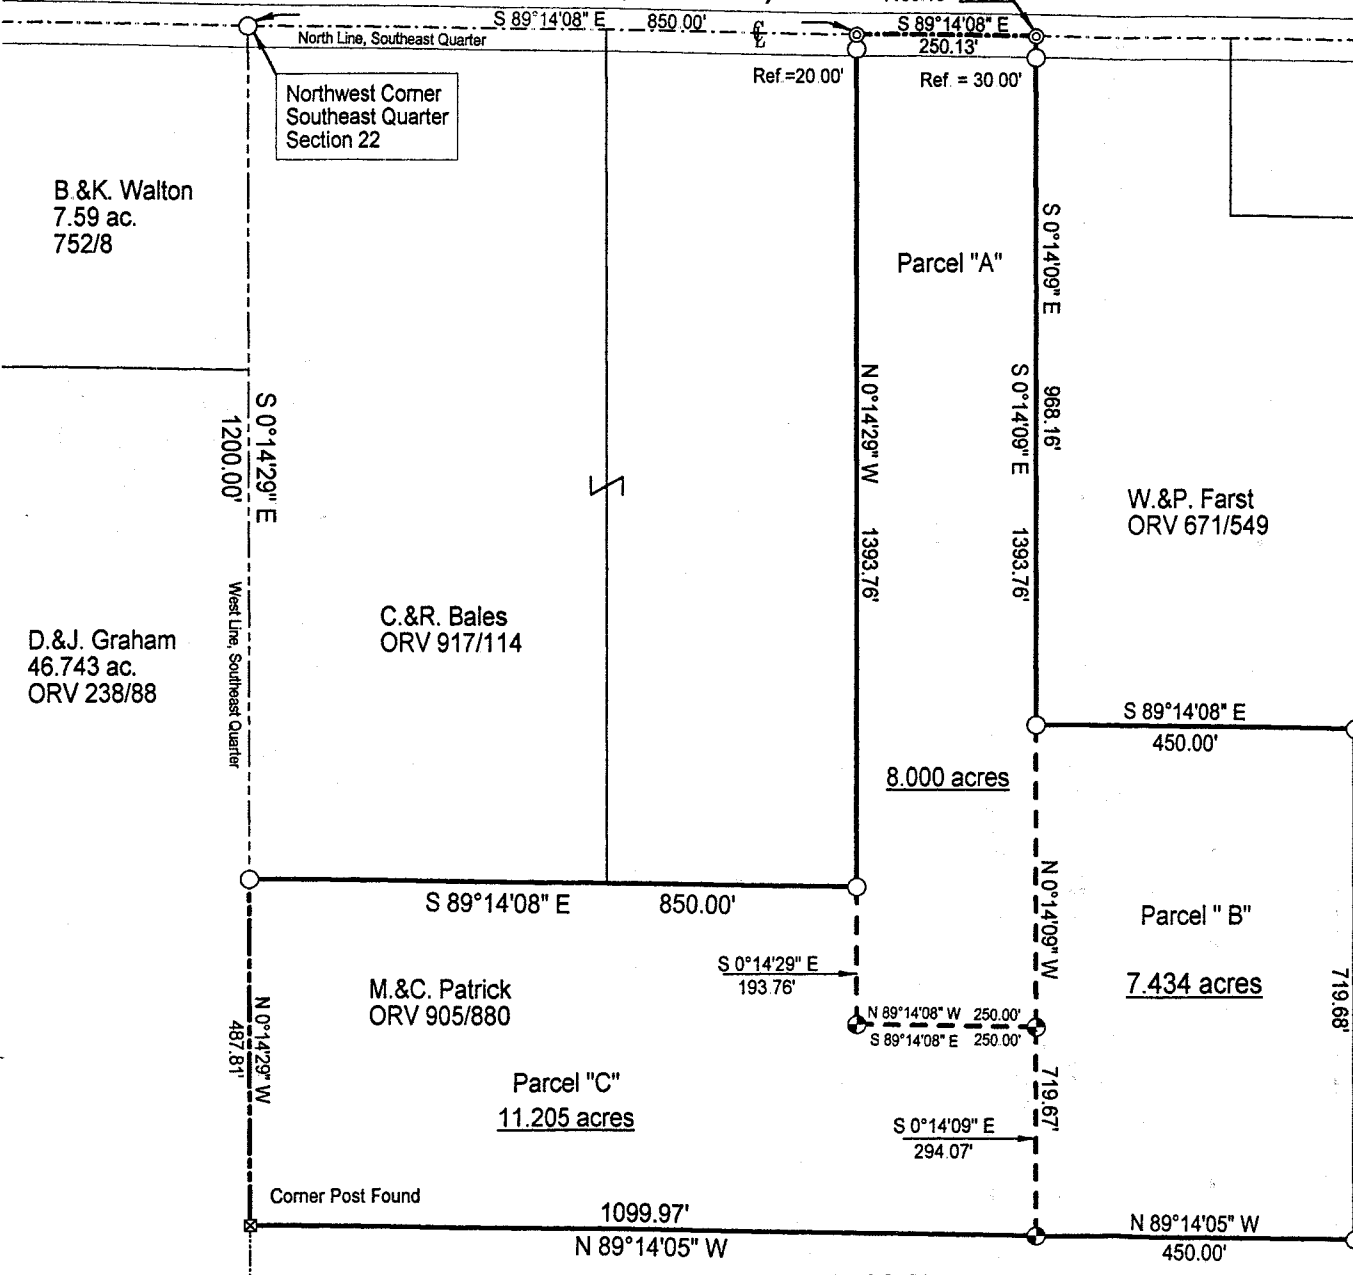 S 89°14'08" E 850.00'
S 89°14'08" E
250.13'
North Line, Southeast Quarter
Ref.=20.00'
Ref. = 30.00'
Northwest Corner
Southeast Quarter
Section 22
B.&K. Walton
7.59 ac.
752/8
Parcel "A"
S 0°14'09" E 968.16'
S 0°14'09" E 1393.76'
N 0°14'29" W 1393.76'
S 0°14'29" E
1200.00'
West Line, Southeast Quarter
W.&P. Farst
ORV 671/549
C.&R. Bales
ORV 917/114
D.&J. Graham
46.743 ac.
ORV 238/88
S 89°14'08" E
450.00'
8.000 acres
S 89°14'08" E 850.00'
N 0°14'09" W 719.67'
Parcel " B"
7.434 acres
719.68'
S 0°14'29" E
193.76'
M.&C. Patrick
ORV 905/880
N 89°14'08" W 250.00'
S 89°14'08" E 250.00'
N 0°14'29" W
487.81'
Parcel "C"
11.205 acres
S 0°14'09" E
294.07'
Corner Post Found
1099.97'
N 89°14'05" W
N 89°14'05" W
450.00'